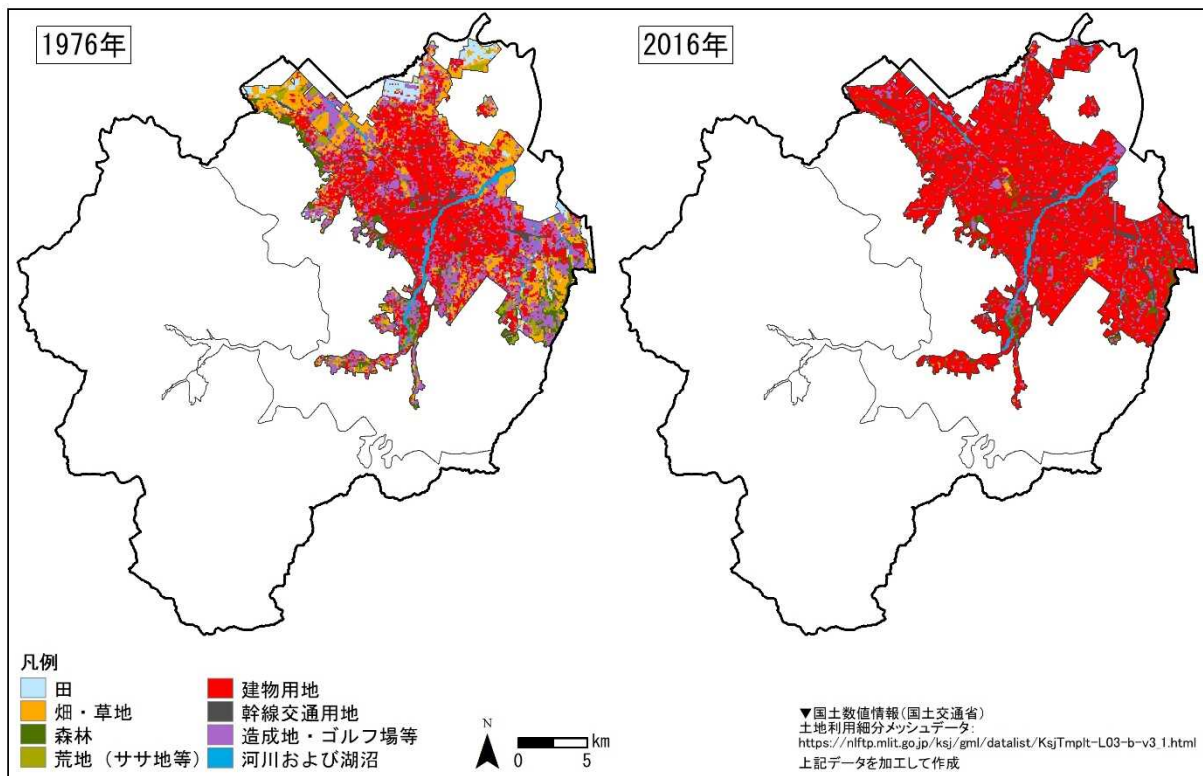 1976年
2016年
凡例
田
畑・草地
森林
荒地（ササ地等）
建物用地
幹線交通用地
造成地・ゴルフ場等
河川および湖沼
N
0 5
km
▼国土数値情報(国土交通省)
土地利用細分メッシュデータ:
https://nlftp.mlit.go.jp/ksj/gml/datalist/KsjTmplt-L03-b-v3_1.html
上記データを加工して作成